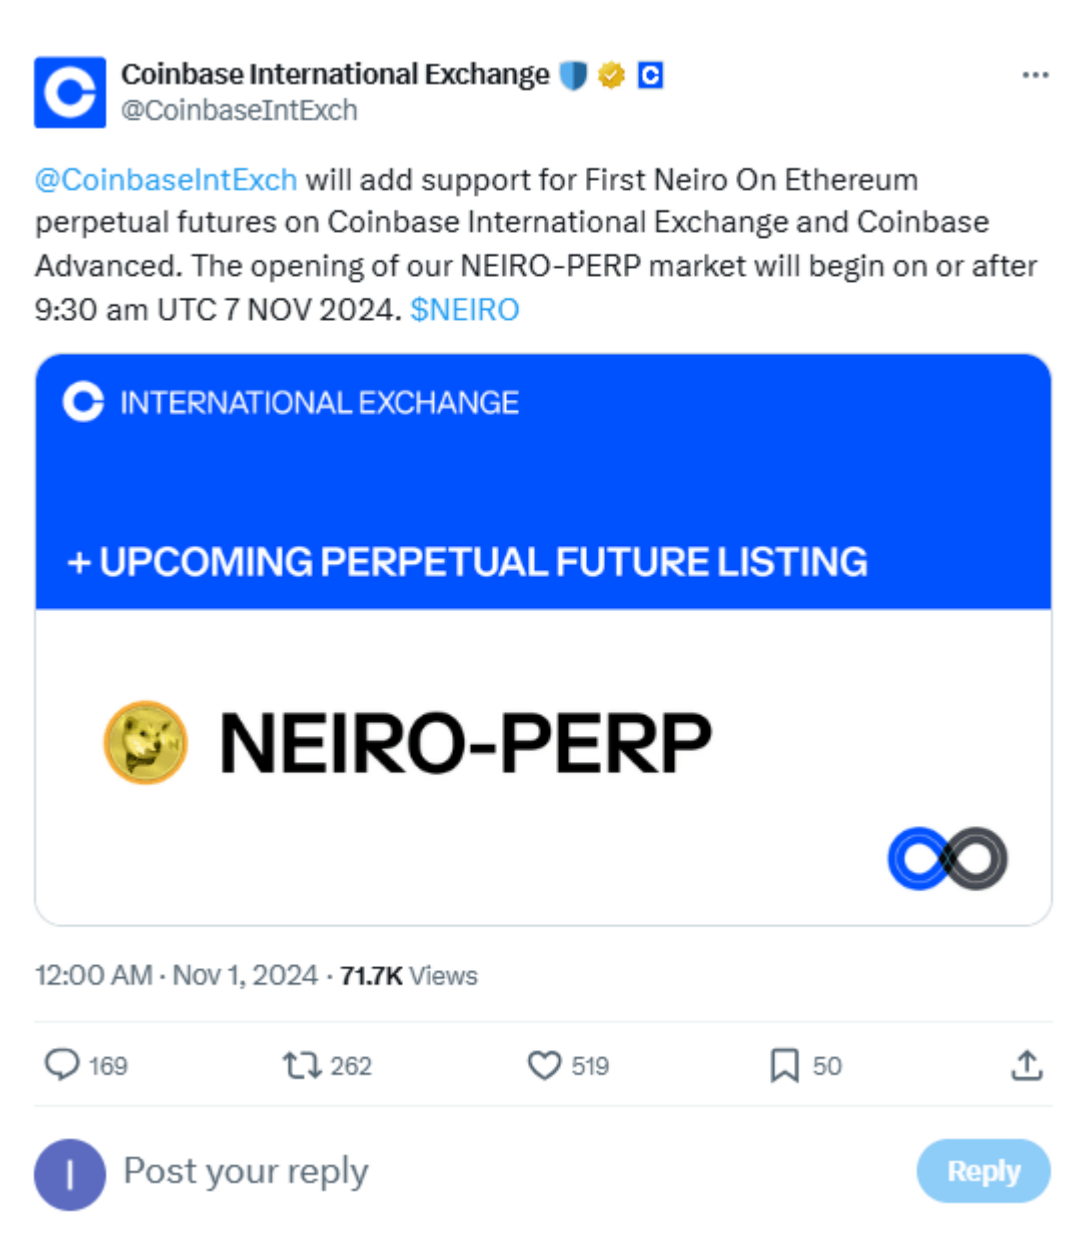 Coinbase International Exchange
@CoinbaseIntExch
@CoinbaseIntExch will add support for First Neiro On Ethereum
perpetual futures on Coinbase International Exchange and Coinbase
Advanced. The opening of our NEIRO-PERP market will begin on or after
9:30 am UTC 7 NOV 2024. $NEIRO
INTERNATIONAL EXCHANGE
+ UPCOMING PERPETUAL FUTURE LISTING
NEIRO-PERP
12:00 AM · Nov 1, 2024 · 71.7K Views
169 262 519 50
I Post your reply Reply